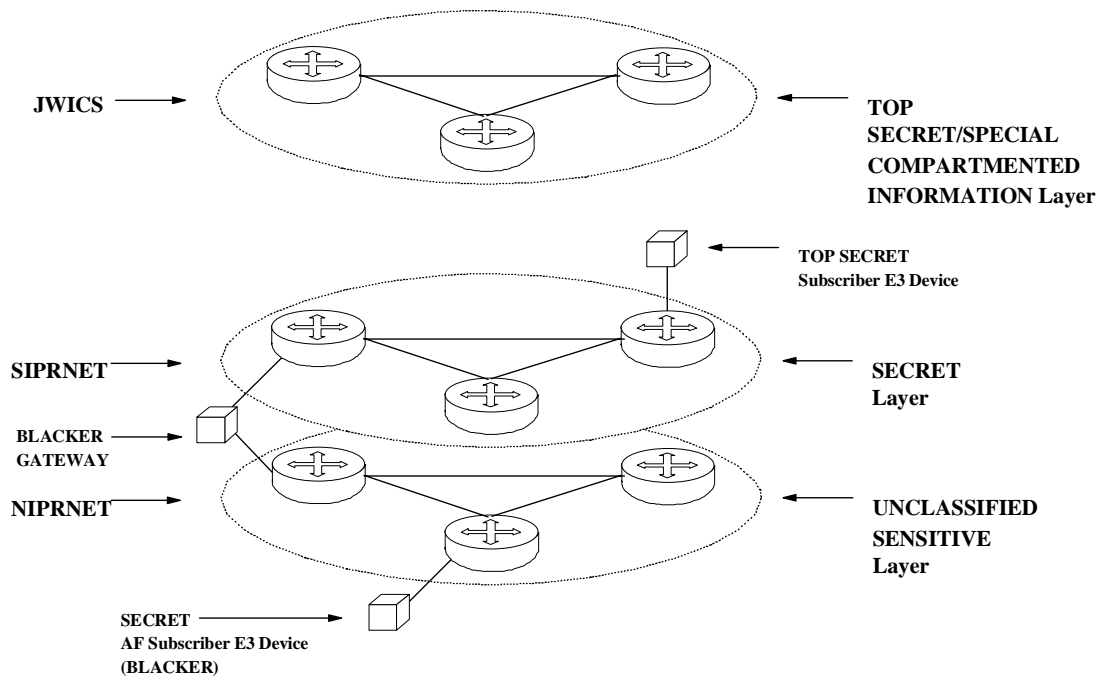 JWICS
TOP
SECRET/SPECIAL
COMPARTMENTED
INFORMATION Layer
TOP SECRET
Subscriber E3 Device
SIPRNET
SECRET
Layer
BLACKER
GATEWAY
NIPRNET
UNCLASSIFIED
SENSITIVE
Layer
SECRET
AF Subscriber E3 Device
(BLACKER)